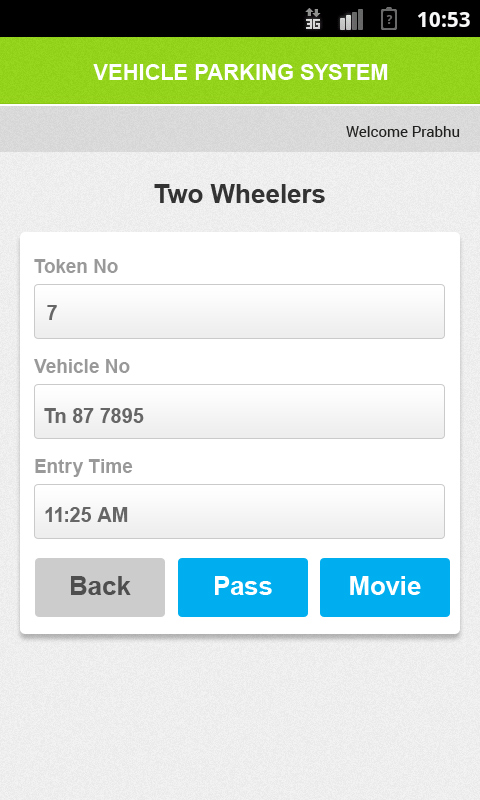 3G ? 10:53
VEHICLE PARKING SYSTEM
Welcome Prabhu
Two Wheelers
Token No
7
Vehicle No
Tn 87 7895
Entry Time
11:25 AM
Back Pass Movie